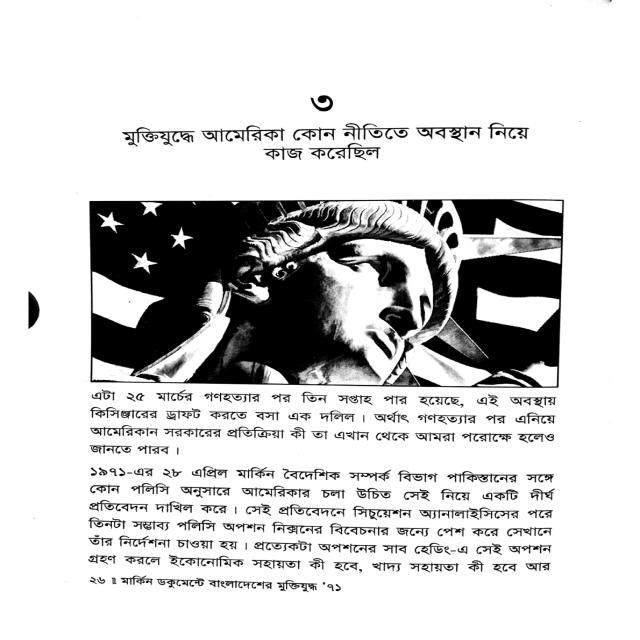 ৩
মুক্তিযুদ্ধে আমেরিকা কোন নীতিতে অবস্থান নিয়ে
কাজ করেছিল
এটা ২৫ মার্চের গণহত্যার পর তিন সপ্তাহ পার হয়েছে, এই অবস্থায়
কিসিঞ্জারের ড্রাফট করতে বসা এক দলিল। অর্থাৎ গণহত্যার পর এনিয়ে
আমেরিকান সরকারের প্রতিক্রিয়া কী তা এখান থেকে আমরা পরোক্ষে হলেও
জানতে পারব।
১৯৭১-এর ২৮ এপ্রিল মার্কিন বৈদেশিক সম্পর্ক বিভাগ পাকিস্তানের সঙ্গে
কোন পলিসি অনুসারে আমেরিকার চলা উচিত সেই নিয়ে একটি দীর্ঘ
প্রতিবেদন দাখিল করে। সেই প্রতিবেদনে সিচুয়েশন অ্যানালাইসিসের পরে
তিনটা সম্ভাব্য পলিসি অপশন নিক্সনের বিবেচনার জন্যে পেশ করে সেখানে
তাঁর নির্দেশনা চাওয়া হয়। প্রত্যেকটা অপশনের সাব হেডিং-এ সেই অপশন
গ্রহণ করলে ইকোনোমিক সহায়তা কী হবে, খাদ্য সহায়তা কী হবে আর
২৬ ॥ মার্কিন ডকুমেন্টে বাংলাদেশের মুক্তিযুদ্ধ '৭১